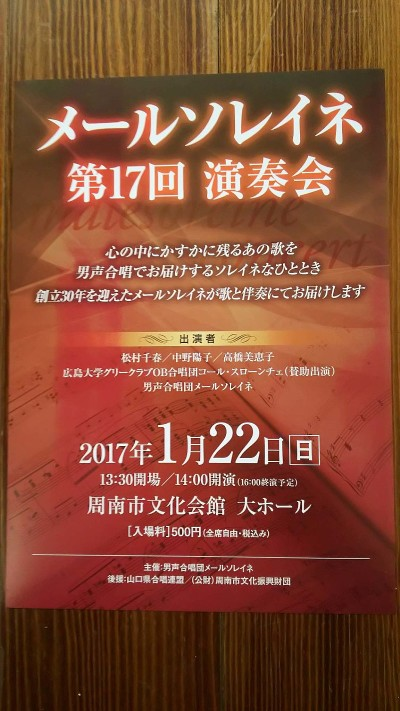 メールソレイネ
第17回 演奏会
心の中にかすかに残るあの歌を
男声合唱でお届けするソレイネなひととき
創立30年を迎えたメールソレイネが歌と伴奏にてお届けします
出演者
松村千春／中野陽子／高橋美恵子
広島大学グリークラブOB合唱団コール・スローンチェ(賛助出演)
男声合唱団メールソレイネ
2017年1月22日日
13:30開場／14:00開演(16:00終演予定)
周南市文化会館 大ホール
[入場料]500円(全席自由・税込み)
主催:男声合唱団メールソレイネ
後援:山口県合唱連盟／(公財)周南市文化振興財団